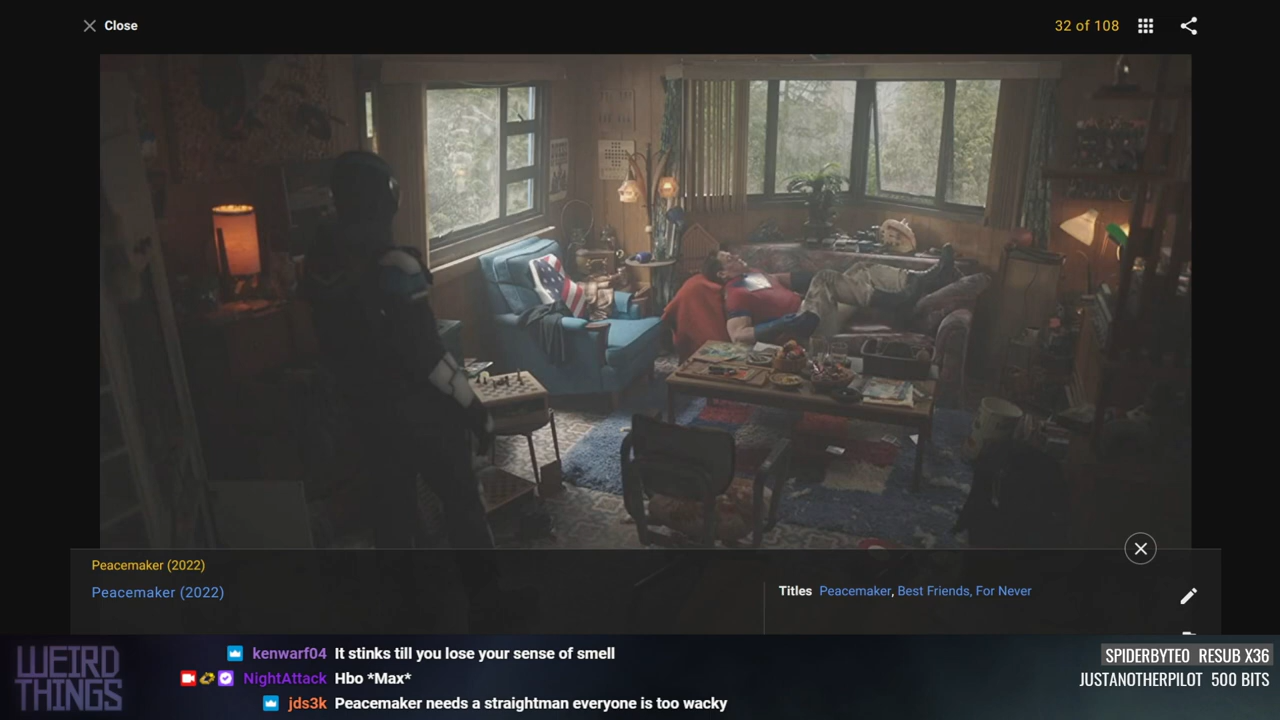 Close
32 of 108
Peacemaker (2022)
Peacemaker (2022)
Titles Peacemaker, Best Friends, For Never
WEIRD
THINGS
kenwarf04 It stinks till you lose your sense of smell
NightAttack Hbo *Max*
jds3k Peacemaker needs a straightman everyone is too wacky
SPIDERBYTE0 RESUB X36
JUSTANOTHERPILOT 500 BITS